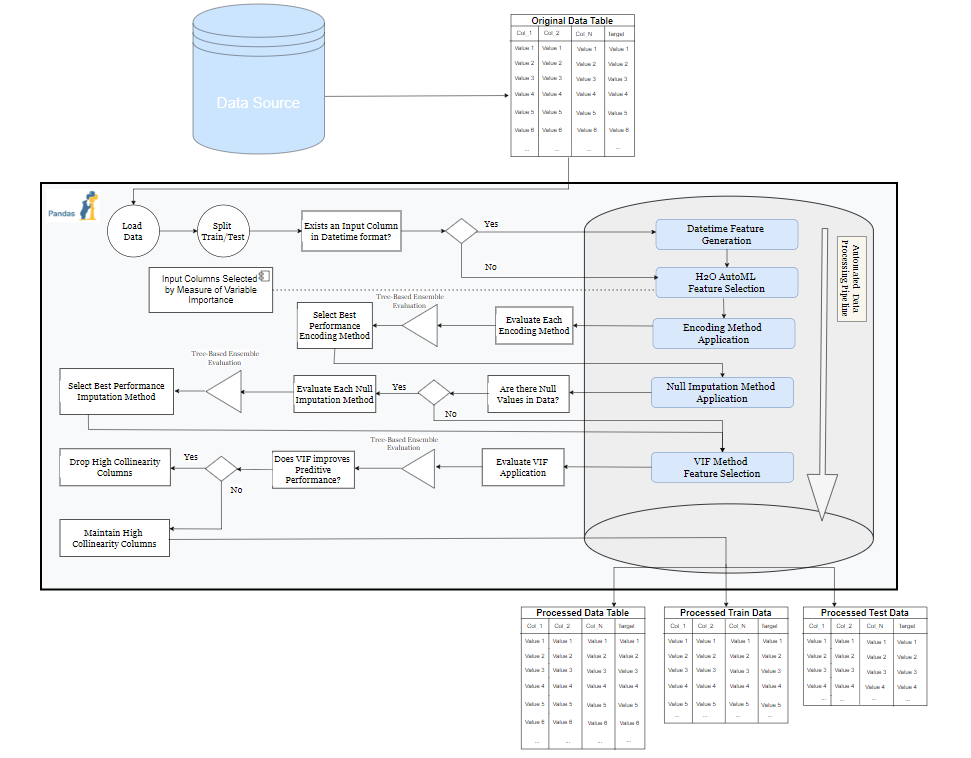 Data Source
Original Data Table
Col_1 Col_2 Col_N Target
Value 1 Value 1 Value 1 Value 1
Value 2 Value 2 Value 2 Value 2
Value 3 Value 3 Value 3 Value 3
Value 4 Value 4 Value 4 Value 4
Value 5 Value 5 Value 5 Value 5
Value 6 Value 6 Value 6 Value 6
... ... ... ...
Pandas
Load
Data
Split
Train/Test
Exists an Input Column
in Datetime format?
Yes
No
Datetime Feature
Generation
Automated Data
Processing Pipeline
Input Columns Selected
by Measure of Variable
Importance
H2O AutoML
Feature Selection
Tree-Based Ensemble
Evaluation
Select Best
Performance
Encoding Method
Evaluate Each
Encoding Method
Encoding Method
Application
Tree-Based Ensemble
Evaluation
Select Best Performance
Imputation Method
Evaluate Each Null
Imputation Method
Yes
No
Are there Null
Values in Data?
Null Imputation Method
Application
Tree-Based Ensemble
Evaluation
Drop High Collinearity
Columns
Yes
No
Does VIF improves
Preditive
Performance?
Evaluate VIF
Application
VIF Method
Feature Selection
Maintain High
Collinearity Columns
Processed Data Table
Col_1 Col_2 Col_N Target
Value 1 Value 1 Value 1 Value 1
Value 2 Value 2 Value 2 Value 2
Value 3 Value 3 Value 3 Value 3
Value 4 Value 4 Value 4 Value 4
Value 5 Value 5 Value 5 Value 5
Value 6 Value 6 Value 6 Value 6
... ... ... ...
Processed Train Data
Col_1 Col_2 Col_N Target
Value 1 Value 1 Value 1 Value 1
Value 2 Value 2 Value 2 Value 2
Value 3 Value 3 Value 3 Value 3
Value 4 Value 4 Value 4 Value 4
Value 5 Value 5 Value 5 Value 5
... ... ... ...
Processed Test Data
Col_1 Col_2 Col_N Target
Value 1 Value 1 Value 1 Value 1
Value 2 Value 2 Value 2 Value 2
Value 3 Value 3 Value 3 Value 3
Value 4 Value 4 Value 4 Value 4
... ... ... ...